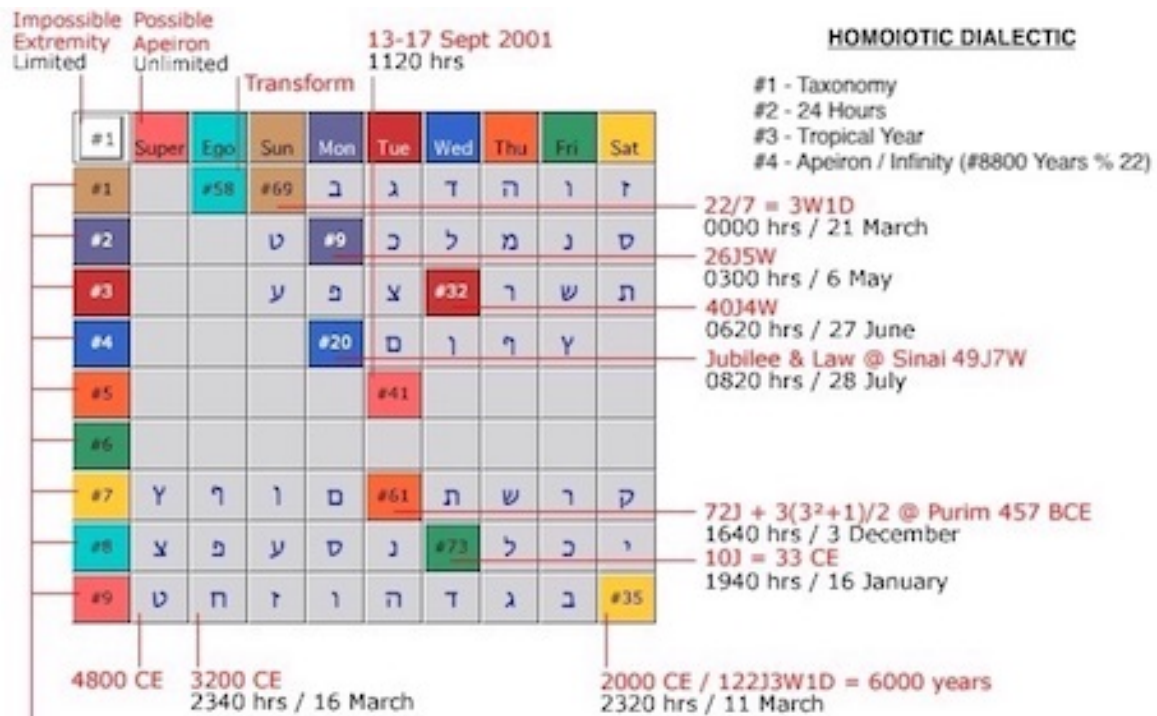 Impossible Possible
Extremity Apeiron
Limited Unlimited
13-17 Sept 2001
1120 hrs
HOMOIOTIC DIALECTIC
Transform
#1 - Taxonomy
#2 - 24 Hours
#3 - Tropical Year
#4 - Apeiron / Infinity (#8800 Years % 22)
#1 Super Ego Sun Mon Tue Wed Thu Fri Sat
#1 #58 #69 ב ג ד ה ו ז
#2 ט #9 כ ל מ נ ס
#3 ע פ צ #32 ר ש ת
#4 #20 ם ן ף ץ
#5 #41
#6
#7 ץ ף ן ם #61 ת ש ר ק
#8 צ פ ע ס נ #73 ל כ י
#9 ט ח ז ו ה ד ג ב #35
22/7 = 3W1D
0000 hrs / 21 March
26J5W
0300 hrs / 6 May
40J4W
0620 hrs / 27 June
Jubilee & Law @ Sinai 49J7W
0820 hrs / 28 July
72J + 3(3²+1)/2 @ Purim 457 BCE
1640 hrs / 3 December
10J = 33 CE
1940 hrs / 16 January
4800 CE
3200 CE
2340 hrs / 16 March
2000 CE / 122J3W1D = 6000 years
2320 hrs / 11 March